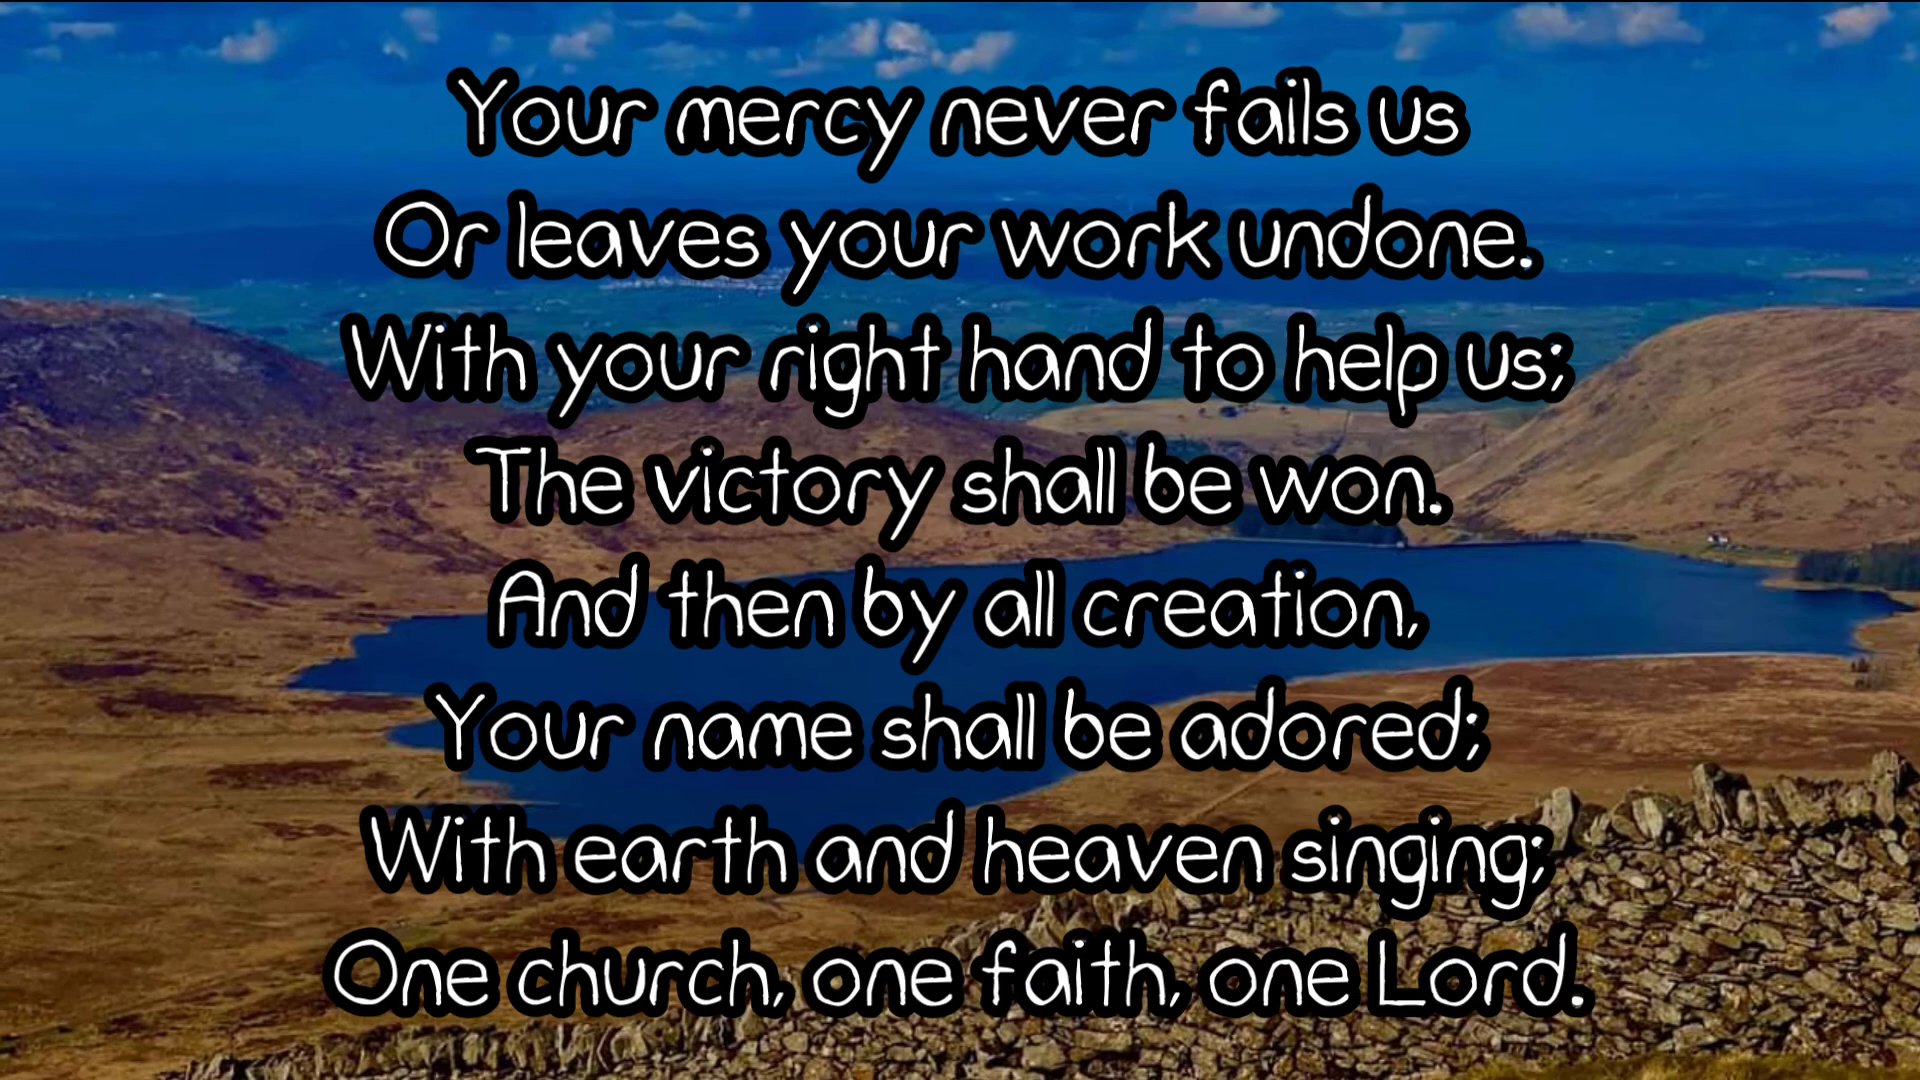 Your mercy never fails us
Or leaves your work undone.
With your right hand to help us;
The victory shall be won.
And then by all creation,
Your name shall be adored;
With earth and heaven singing;
One church, one faith, one Lord.